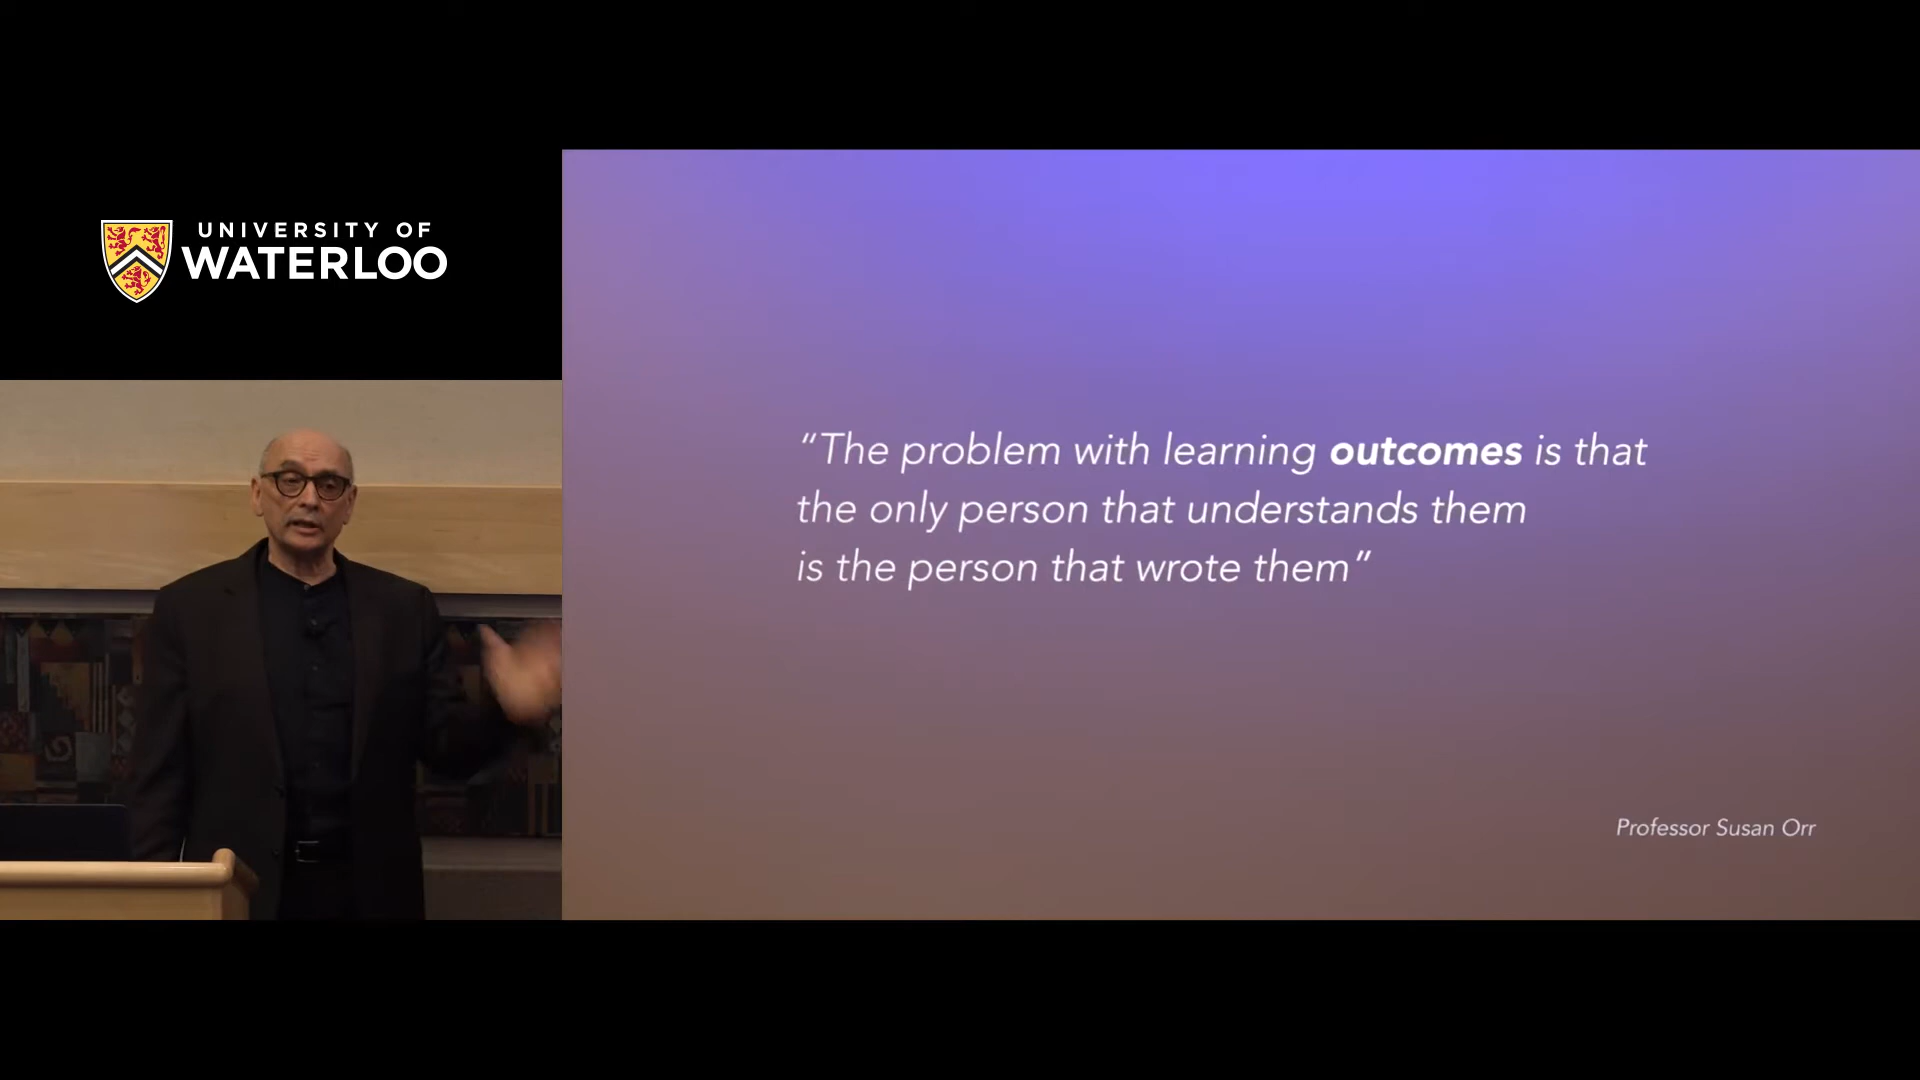 UNIVERSITY OF
WATERLOO
“The problem with learning outcomes is that
the only person that understands them
is the person that wrote them”
Professor Susan Orr